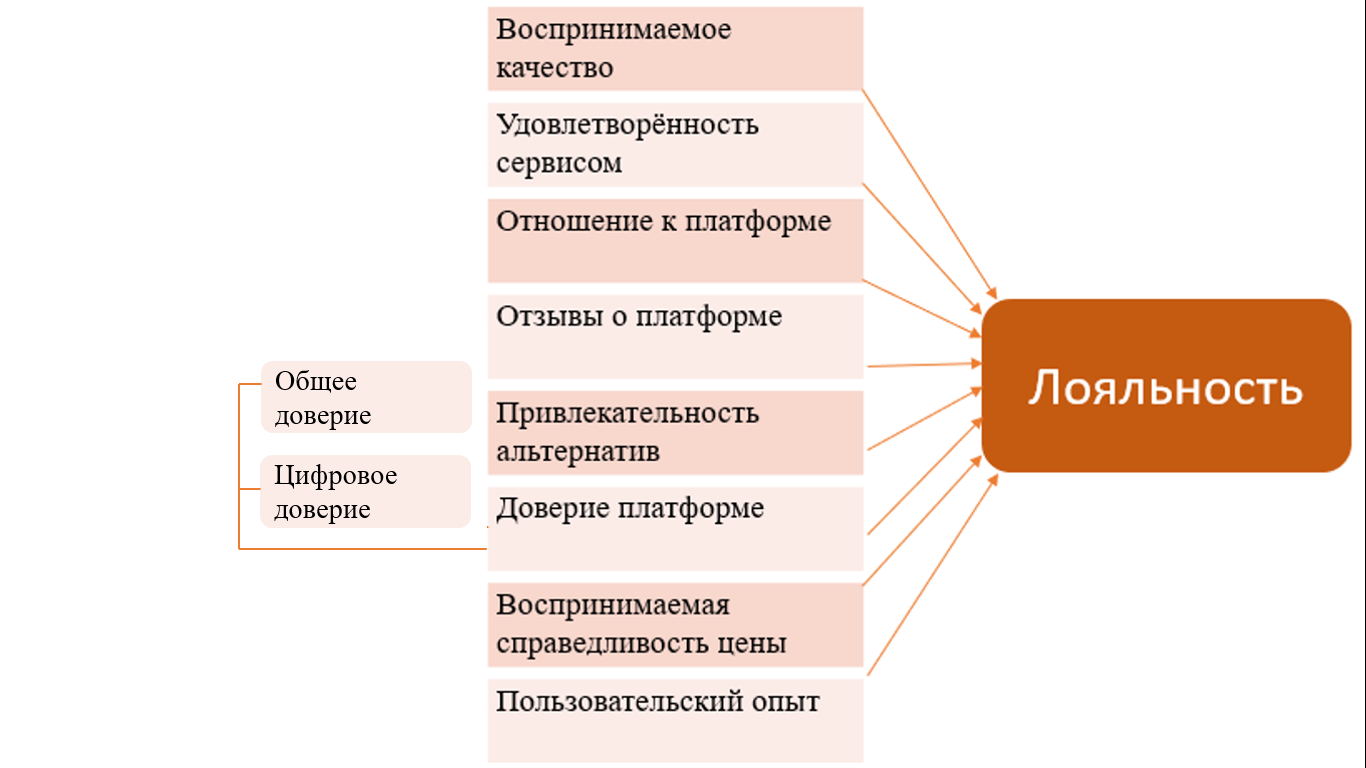 Воспринимаемое
качество
Удовлетворённость
сервисом
Отношение к платформе
Отзывы о платформе
Общее
доверие
Привлекательность
альтернатив
Цифровое
доверие
Доверие платформе
Воспринимаемая
справедливость цены
Пользовательский опыт
Лояльность